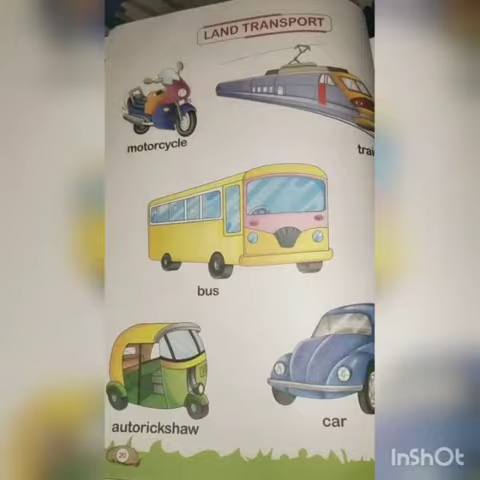 LAND TRANSPORT
motorcycle
bus
autorickshaw
car
20
InShOt